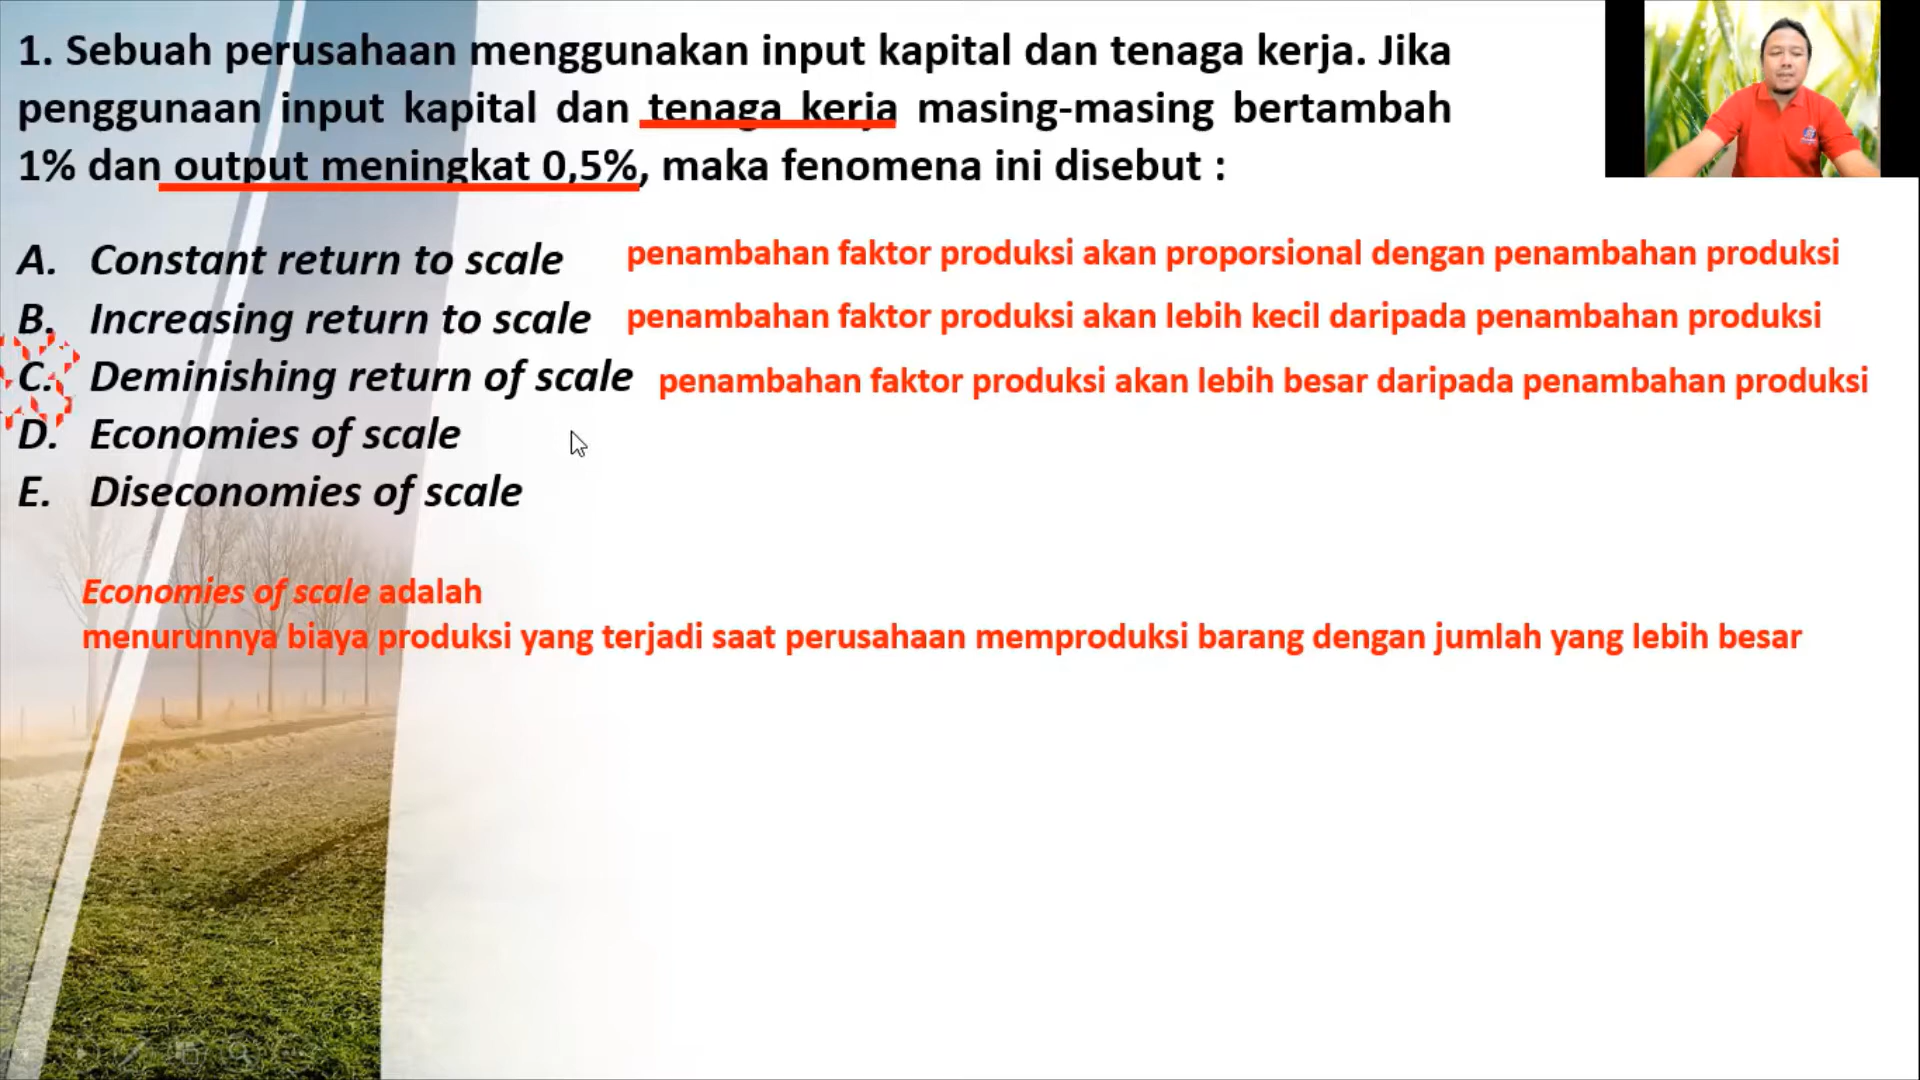 1. Sebuah perusahaan menggunakan input kapital dan tenaga kerja. Jika
penggunaan input kapital dan tenaga kerja masing-masing bertambah
1% dan output meningkat 0,5%, maka fenomena ini disebut :
A. Constant return to scale penambahan faktor produksi akan proporsional dengan penambahan produksi
B. Increasing return to scale penambahan faktor produksi akan lebih kecil daripada penambahan produksi
C. Deminishing return of scale penambahan faktor produksi akan lebih besar daripada penambahan produksi
D. Economies of scale
E. Diseconomies of scale
Economies of scale adalah
menurunnya biaya produksi yang terjadi saat perusahaan memproduksi barang dengan jumlah yang lebih besar